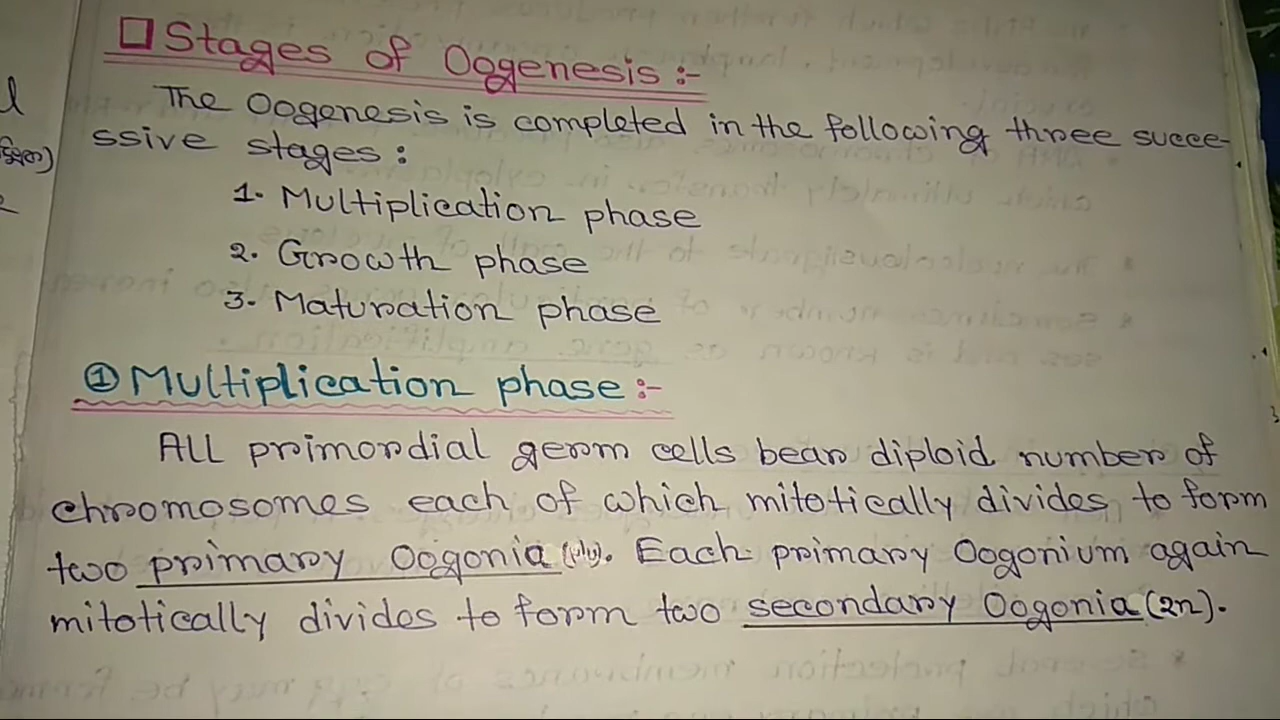 Stages of Oogenesis :-
The Oogenesis is completed in the following three succe-
ssive stages :
1. Multiplication phase
2. Growth phase
3. Maturation phase
① Multiplication phase :-
All primordial germ cells bear diploid number of
chromosomes each of which mitotically divides to form
two primary Oogonia. Each primary Oogonium again
mitotically divides to form two secondary Oogonia (2n).